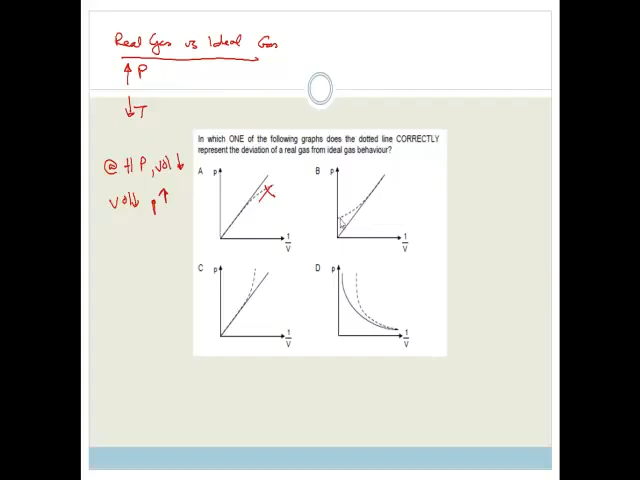 Real Gas vs Ideal Gas
↑ P
↓ T
@ H P, vol ↓
vol↓ p ↑
In which ONE of the following graphs does the dotted line CORRECTLY
represent the deviation of a real gas from ideal gas behaviour?
A
p
1
V
B
p
1
V
C
p
1
V
D
p
1
V